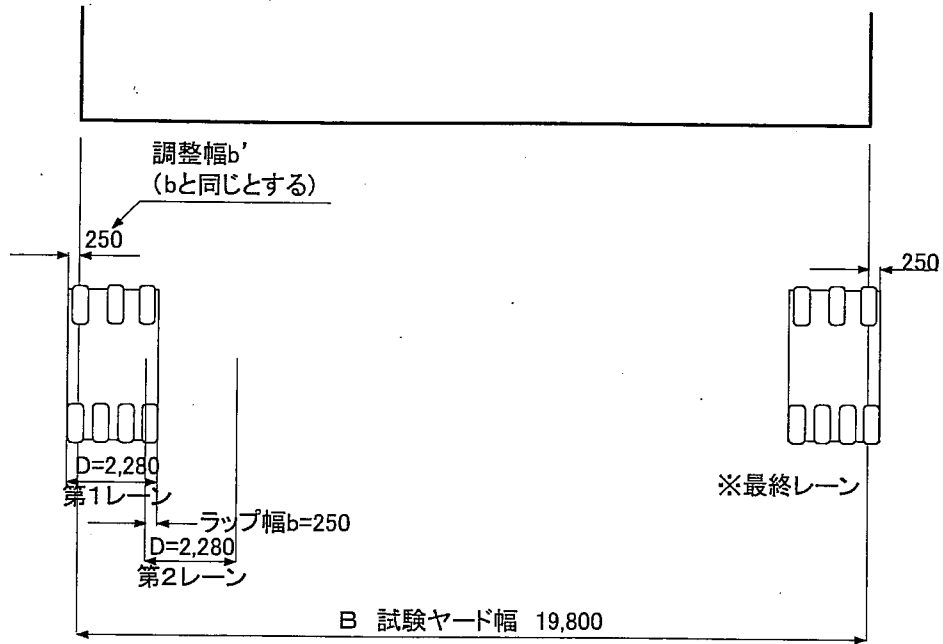 調整幅b'
(bと同じとする)
250
250
D=2,280
第1レーン
※最終レーン
ラップ幅b=250
D=2,280
第2レーン
B 試験ヤード幅 19,800